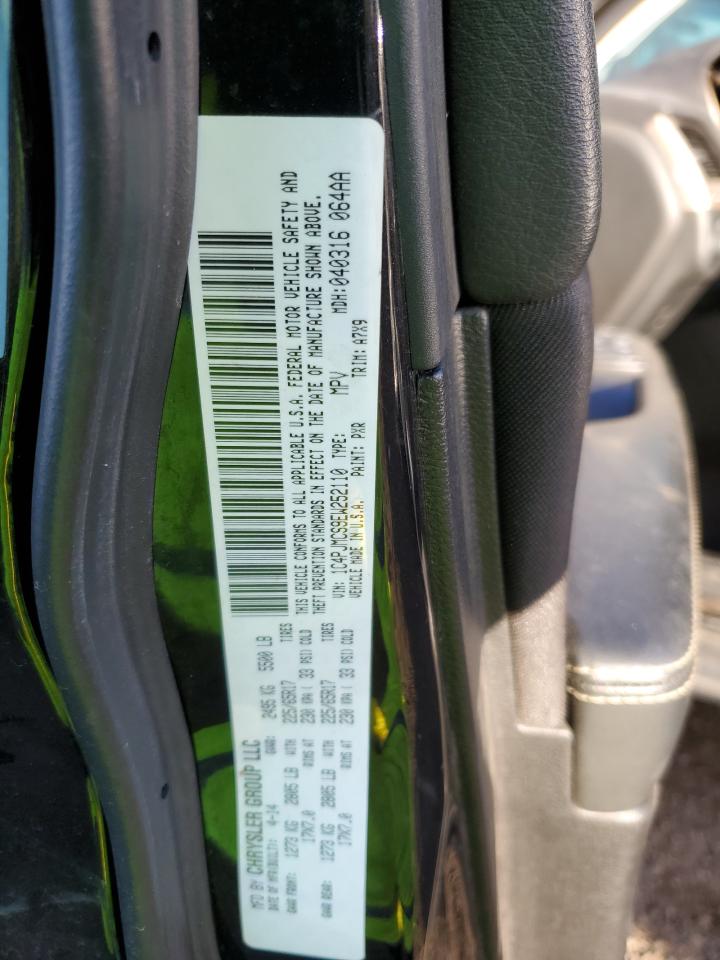 MFD BY CHRYSLER GROUP LLC
DATE OF MFR(BUILT): 4-14 GVWR: 2495 KG 5500 LB
GAWR FRONT: 1273 KG 2805 LB WITH 225/65R17 TIRES
17X7.0 RIMS AT 230 KPA ( 33 PSI) COLD
GAWR REAR: 1273 KG 2805 LB WITH 225/65R17 TIRES
17X7.0 RIMS AT 230 KPA ( 33 PSI) COLD
THIS VEHICLE CONFORMS TO ALL APPLICABLE U.S.A. FEDERAL MOTOR VEHICLE SAFETY AND
THEFT PREVENTION STANDARDS IN EFFECT ON THE DATE OF MANUFACTURE SHOWN ABOVE.
VIN: 1C4PJMCS9EW252110 TYPE: MPV MDH:040316 064AA
VEHICLE MADE IN U.S.A. PAINT: PXR TRIM: A7X9